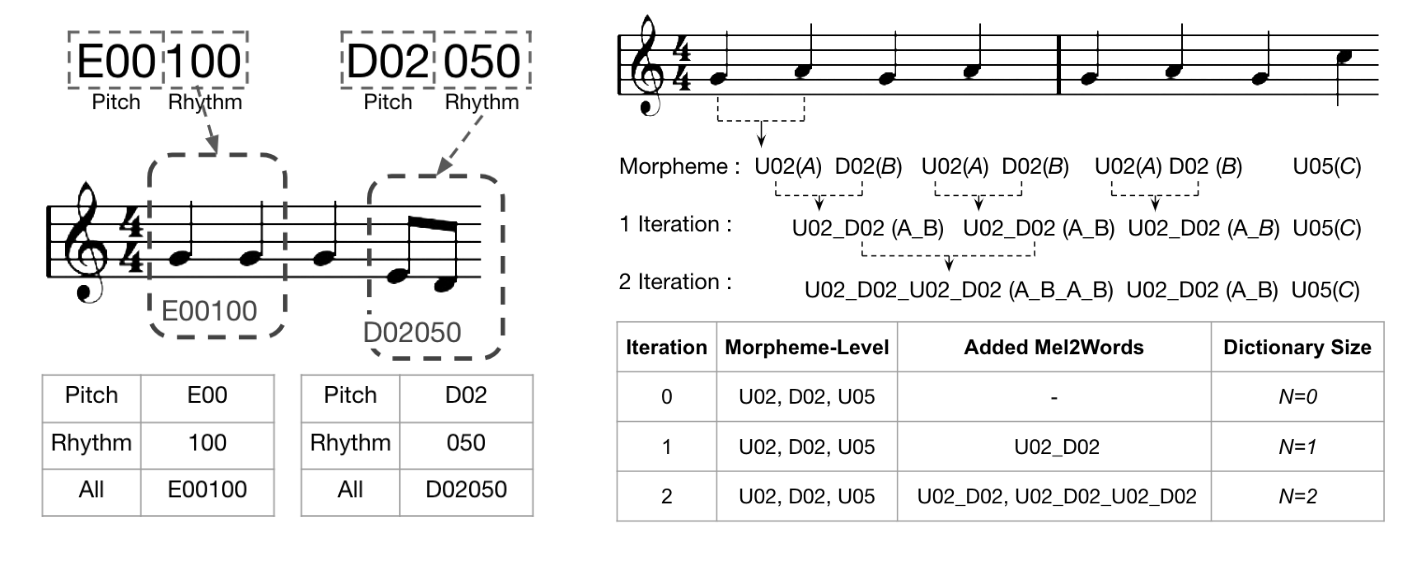 E00 100
Pitch Rhythm
D02 050
Pitch Rhythm
4
4
E00100
D02050
Pitch E00
Rhythm 100
All E00100
Pitch D02
Rhythm 050
All D02050
4
4
Morpheme : U02(A) D02(B) U02(A) D02(B) U02(A) D02 (B) U05(C)
1 Iteration : U02_D02 (A_B) U02_D02 (A_B) U02_D02 (A_B) U05(C)
2 Iteration : U02_D02_U02_D02 (A_B_A_B) U02_D02 (A_B) U05(C)
Iteration Morpheme-Level Added Mel2Words Dictionary Size
0 U02, D02, U05 - N=0
1 U02, D02, U05 U02_D02 N=1
2 U02, D02, U05 U02_D02, U02_D02_U02_D02 N=2